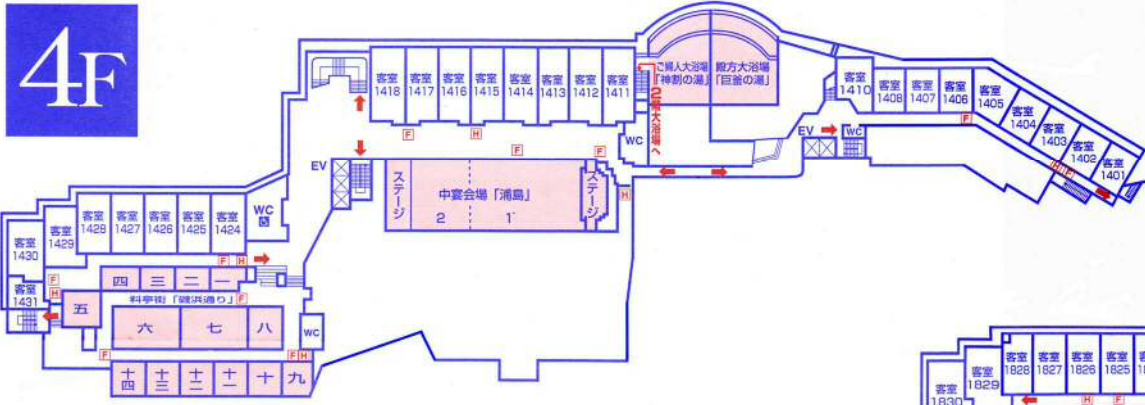 4F
客室
1418
客室
1417
客室
1416
客室
1415
客室
1414
客室
1413
客室
1412
客室
1411
ご婦人大浴場
「神割の湯」
殿方大浴場
「巨釜の湯」
2階大浴場へ
客室
1410
客室
1408
客室
1407
客室
1406
客室
1405
客室
1404
客室
1403
客室
1402
客室
1401
EV
WC
WC
F
H
F
F
H
F
H
F
EV
ステージ
中宴会場「浦島」
2
1
ステージ
客室
1430
客室
1429
客室
1428
客室
1427
客室
1426
客室
1425
客室
1424
WC
F
H
客室
1431
F
H
四
三
二
一
料亭街「磯浜通り」
F
五
六
七
八
WC
F
F
H
十四
十三
十二
十一
十
九
客室
1830
客室
1829
客室
1828
客室
1827
客室
1826
客室
1825
H
F